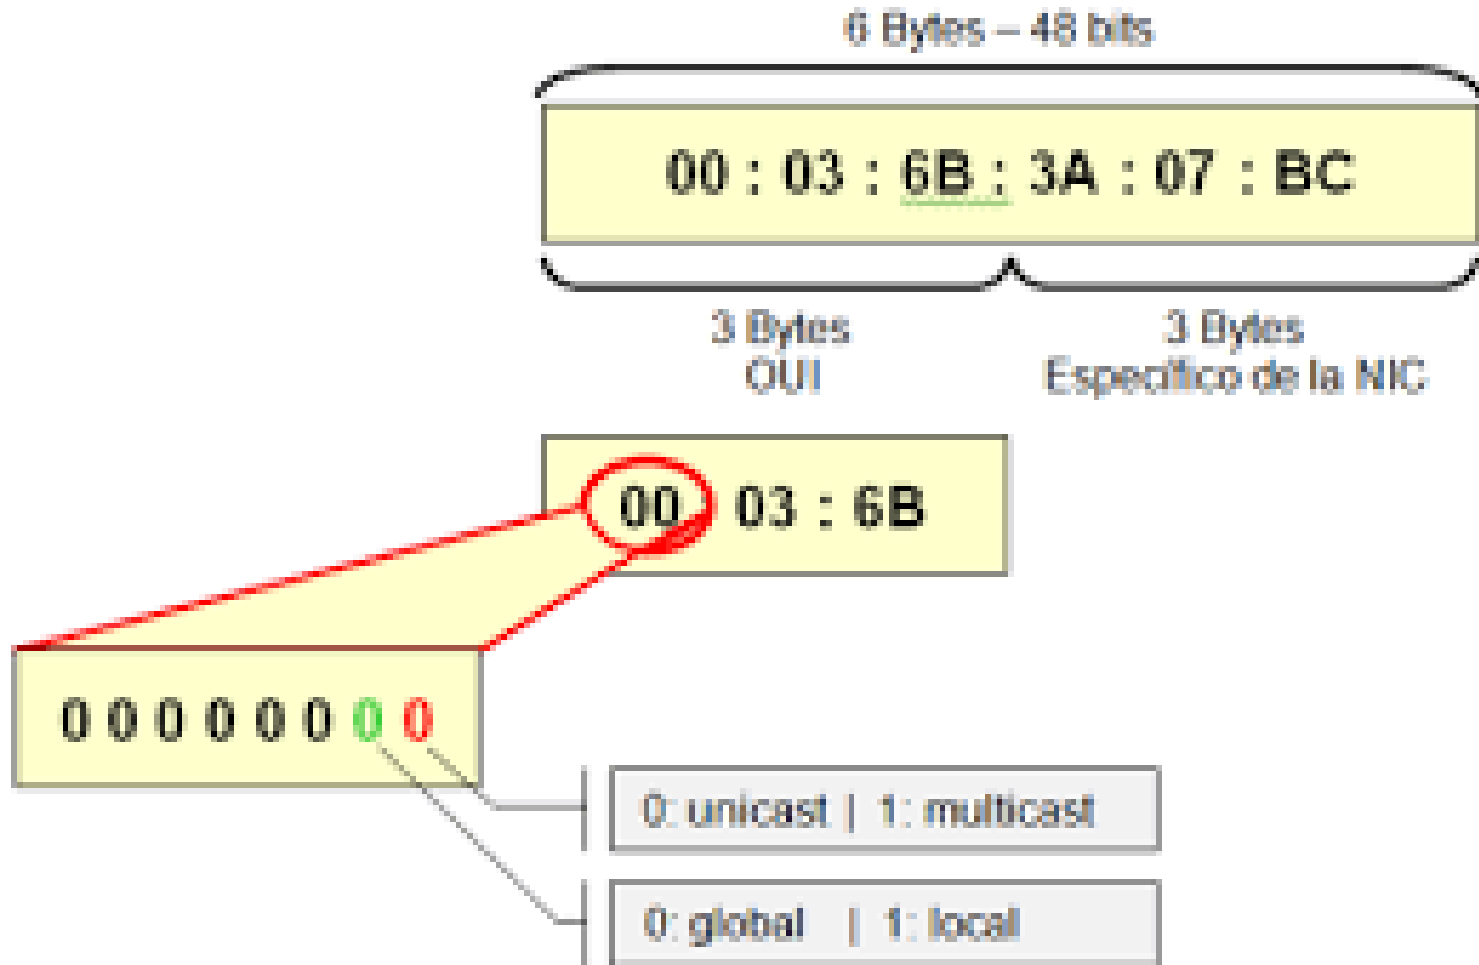 6 Bytes – 48 bits
00 : 03 : 6B : 3A : 07 : BC
3 Bytes
OUI
3 Bytes
Específico de la NIC
00 03 : 6B
0 0 0 0 0 0 0 0
0: unicast | 1: multicast
0: global | 1: local